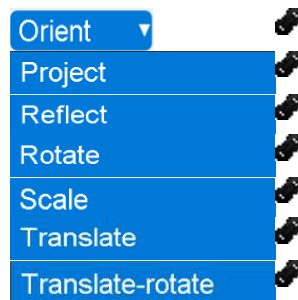 Orient
Project
Reflect
Rotate
Scale
Translate
Translate-rotate